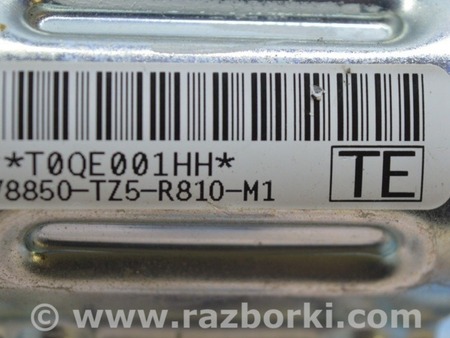 *T0QE001HH*
78850-TZ5-R810-M1
TE
© www.razborki.com